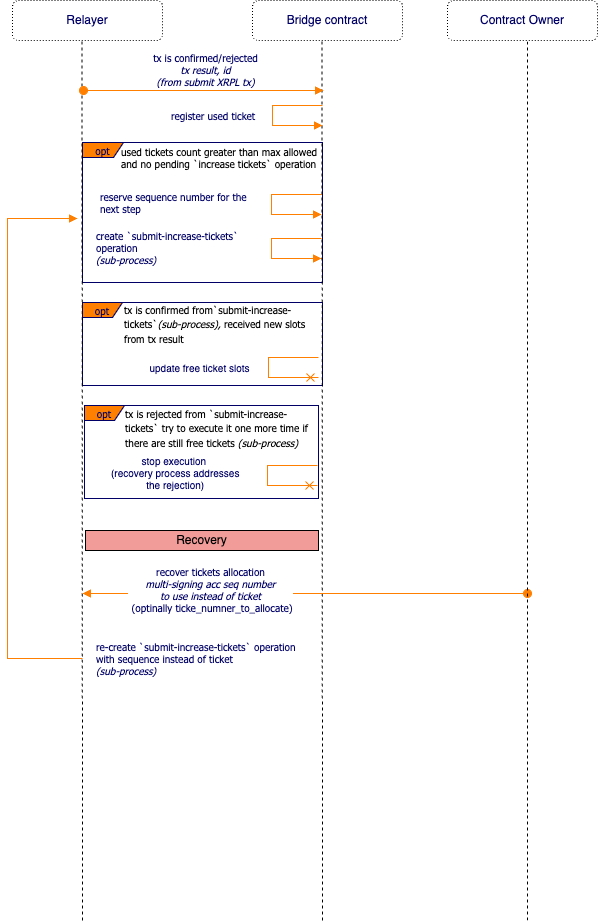 Relayer
Bridge contract
Contract Owner
tx is confirmed/rejected
tx result, id
(from submit XRPL tx)
register used ticket
opt
used tickets count greater than max allowed
and no pending `increase tickets` operation
reserve sequence number for the
next step
create `submit-increase-tickets`
operation
(sub-process)
opt
tx is confirmed from`submit-increase-
tickets`(sub-process), received new slots
from tx result
update free ticket slots
opt
tx is rejected from `submit-increase-
tickets` try to execute it one more time if
there are still free tickets (sub-process)
stop execution
(recovery process addresses
the rejection)
Recovery
recover tickets allocation
multi-signing acc seq number
to use instead of ticket
(optinally ticke_numner_to_allocate)
re-create `submit-increase-tickets` operation
with sequence instead of ticket
(sub-process)